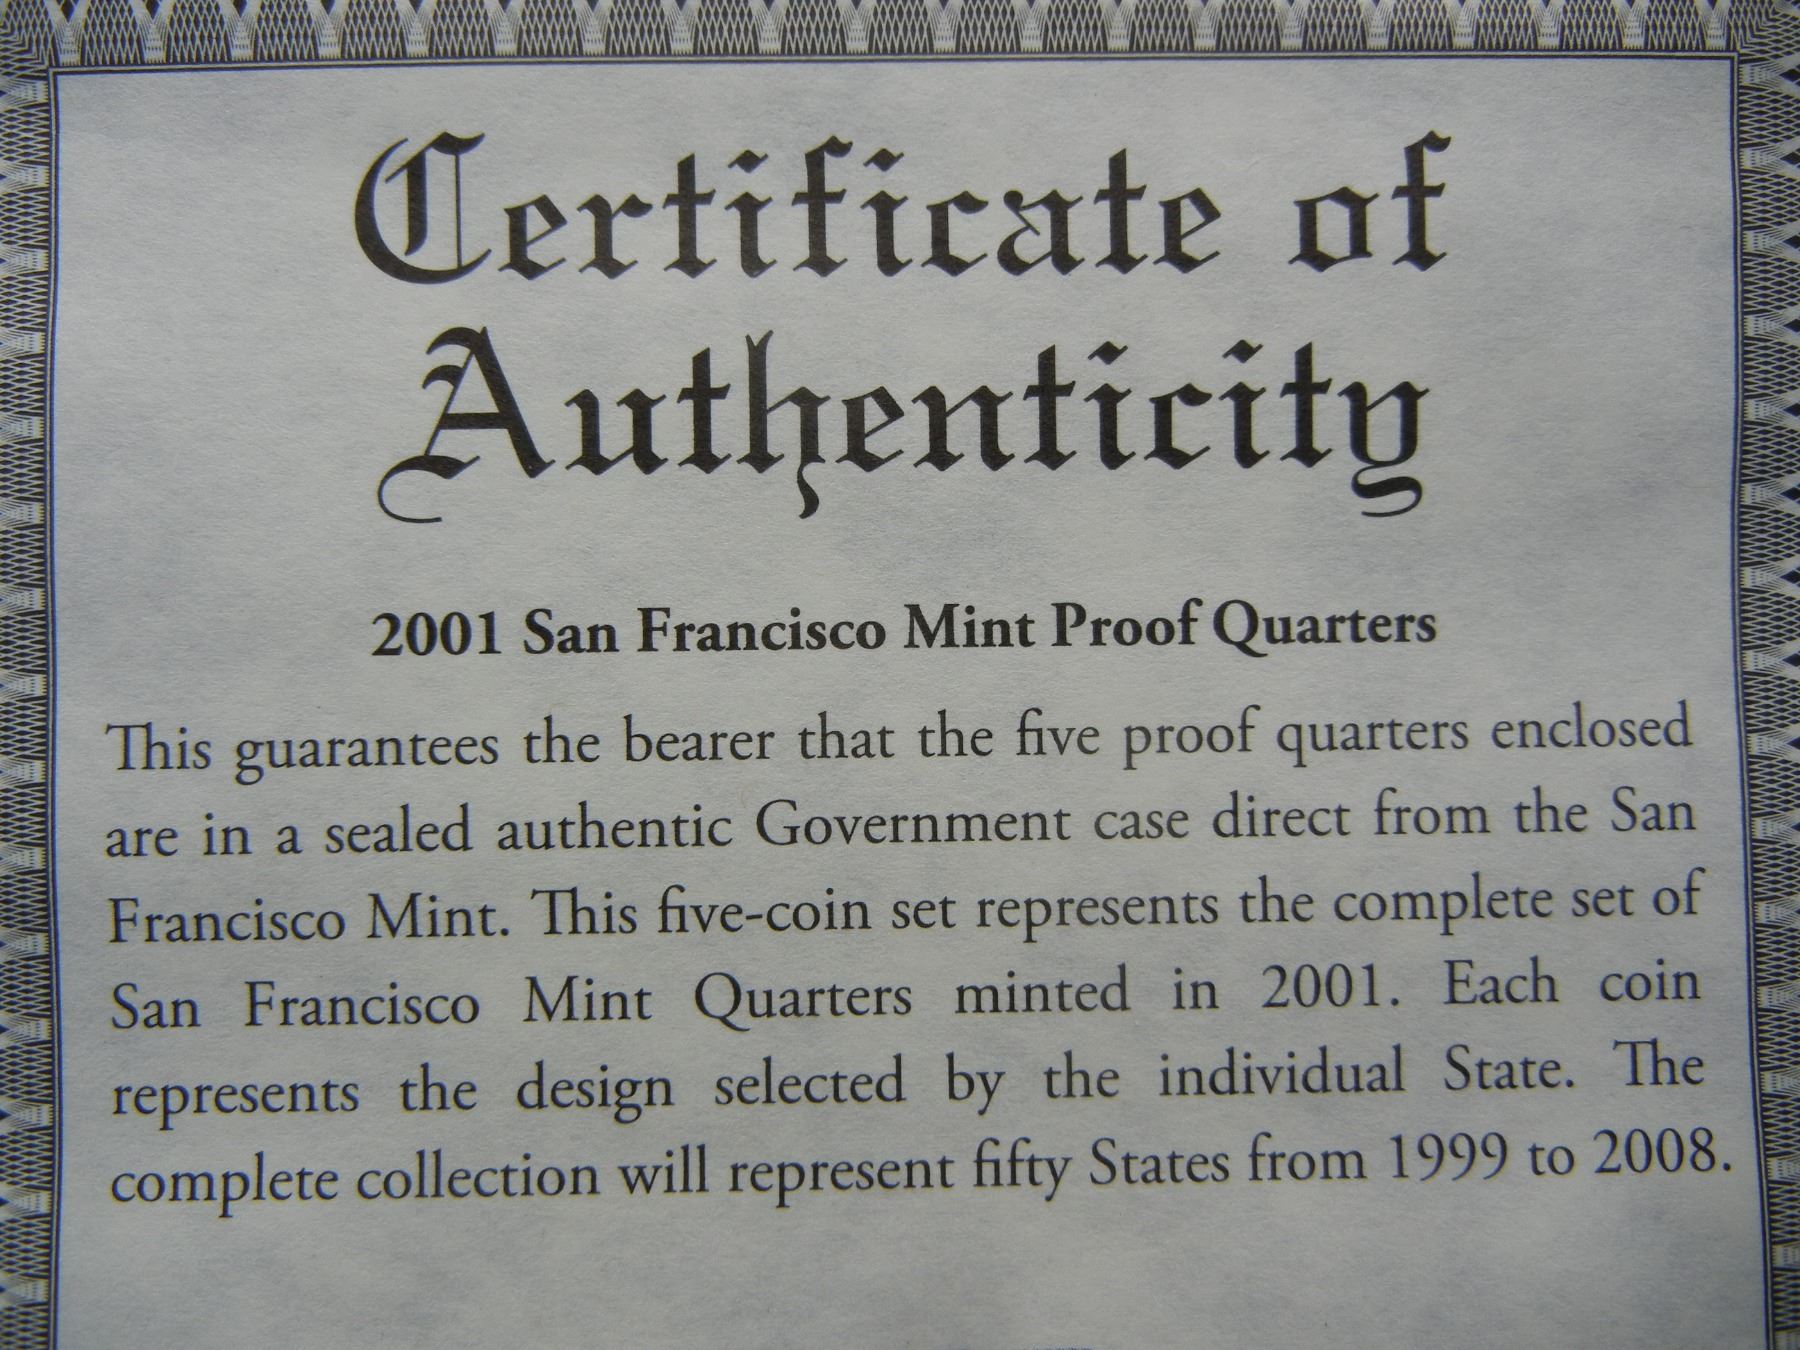 Certificate of
Authenticity
2001 San Francisco Mint Proof Quarters
This guarantees the bearer that the five proof quarters enclosed
are in a sealed authentic Government case direct from the San
Francisco Mint. This five-coin set represents the complete set of
San Francisco Mint Quarters minted in 2001. Each coin
represents the design selected by the individual State. The
complete collection will represent fifty States from 1999 to 2008.